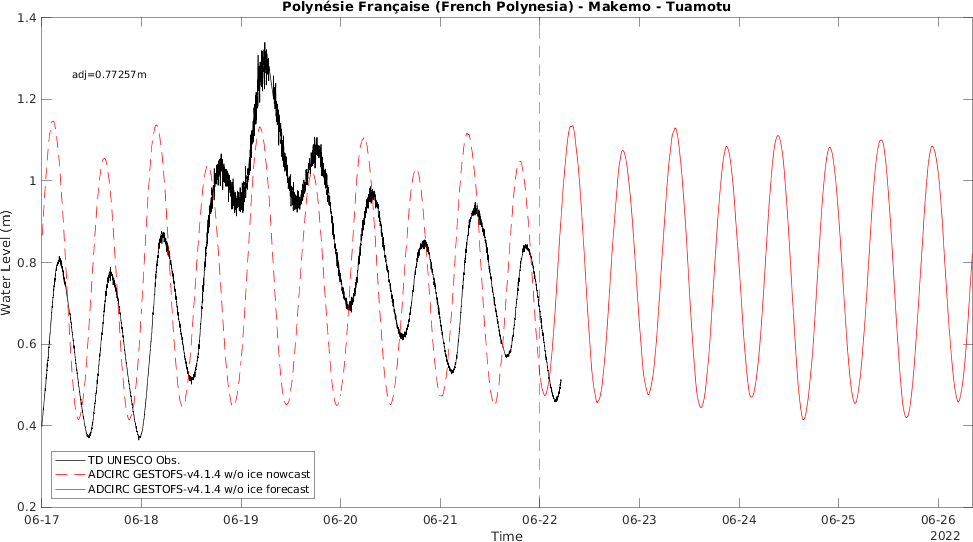 Polynésie Française (French Polynesia) - Makemo - Tuamotu
1.4
adj=0.77257m
1.2
1
0.8
0.6
0.4
0.2
Water Level (m)
TD UNESCO Obs.
ADCIRC GESTOFS-v4.1.4 w/o ice nowcast
ADCIRC GESTOFS-v4.1.4 w/o ice forecast
06-17 06-18 06-19 06-20 06-21 06-22 06-23 06-24 06-25 06-26
Time
2022